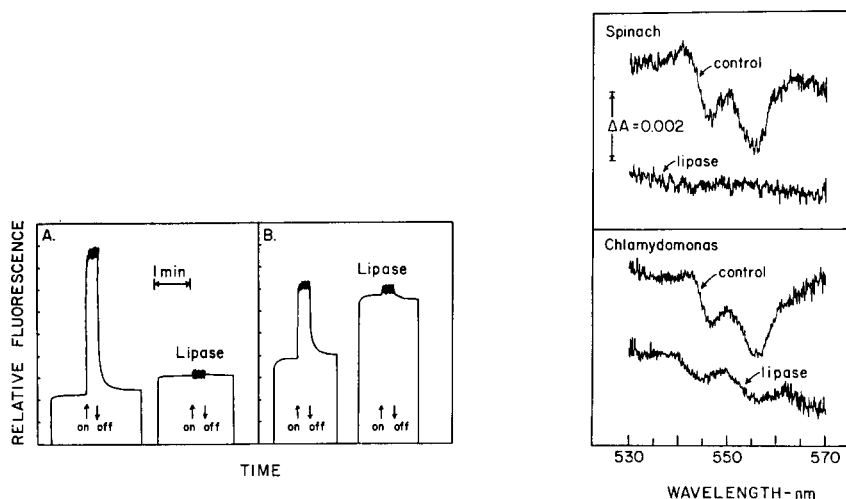 RELATIVE FLUORESCENCE
A.
1 min
Lipase
on off
on off
B.
Lipase
on off
on off
TIME
Spinach
control
ΔA=0.002
lipase
Chlamydomonas
control
lipase
530 550 570
WAVELENGTH-nm